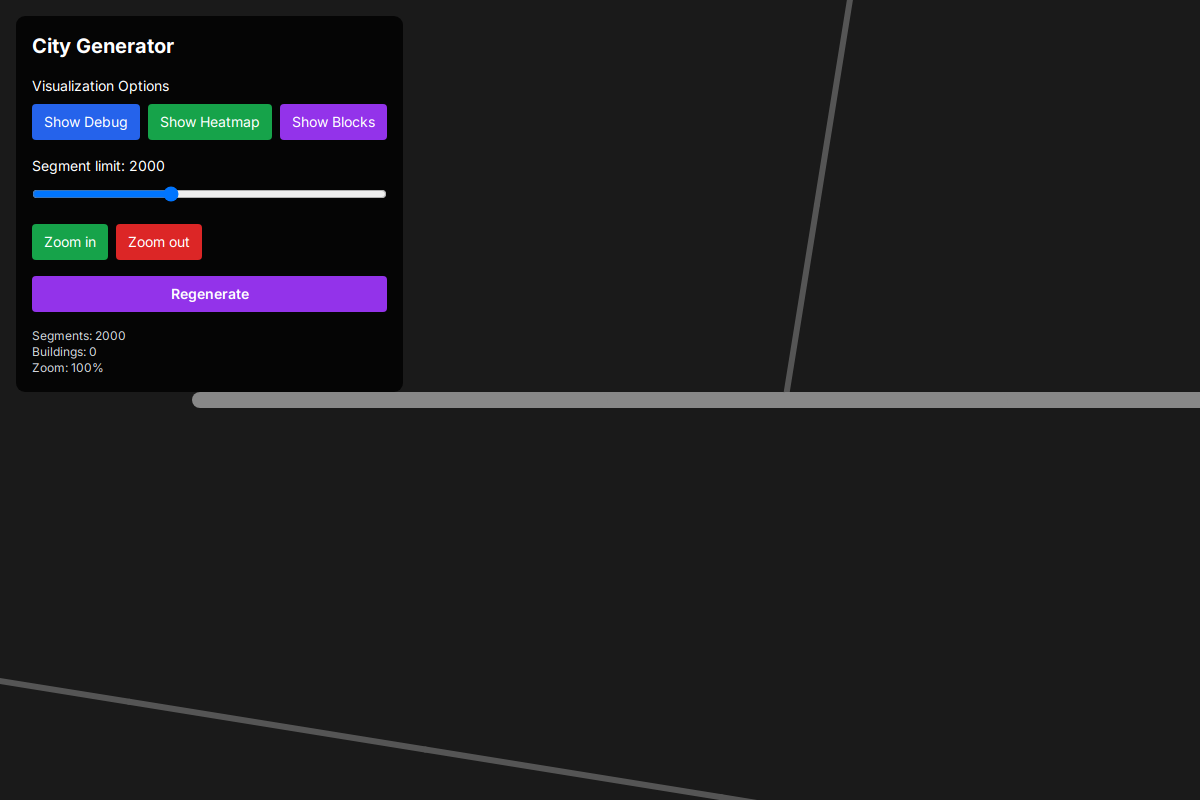 City Generator
Visualization Options
Show Debug Show Heatmap Show Blocks
Segment limit: 2000
Zoom in Zoom out
Regenerate
Segments: 2000
Buildings: 0
Zoom: 100%